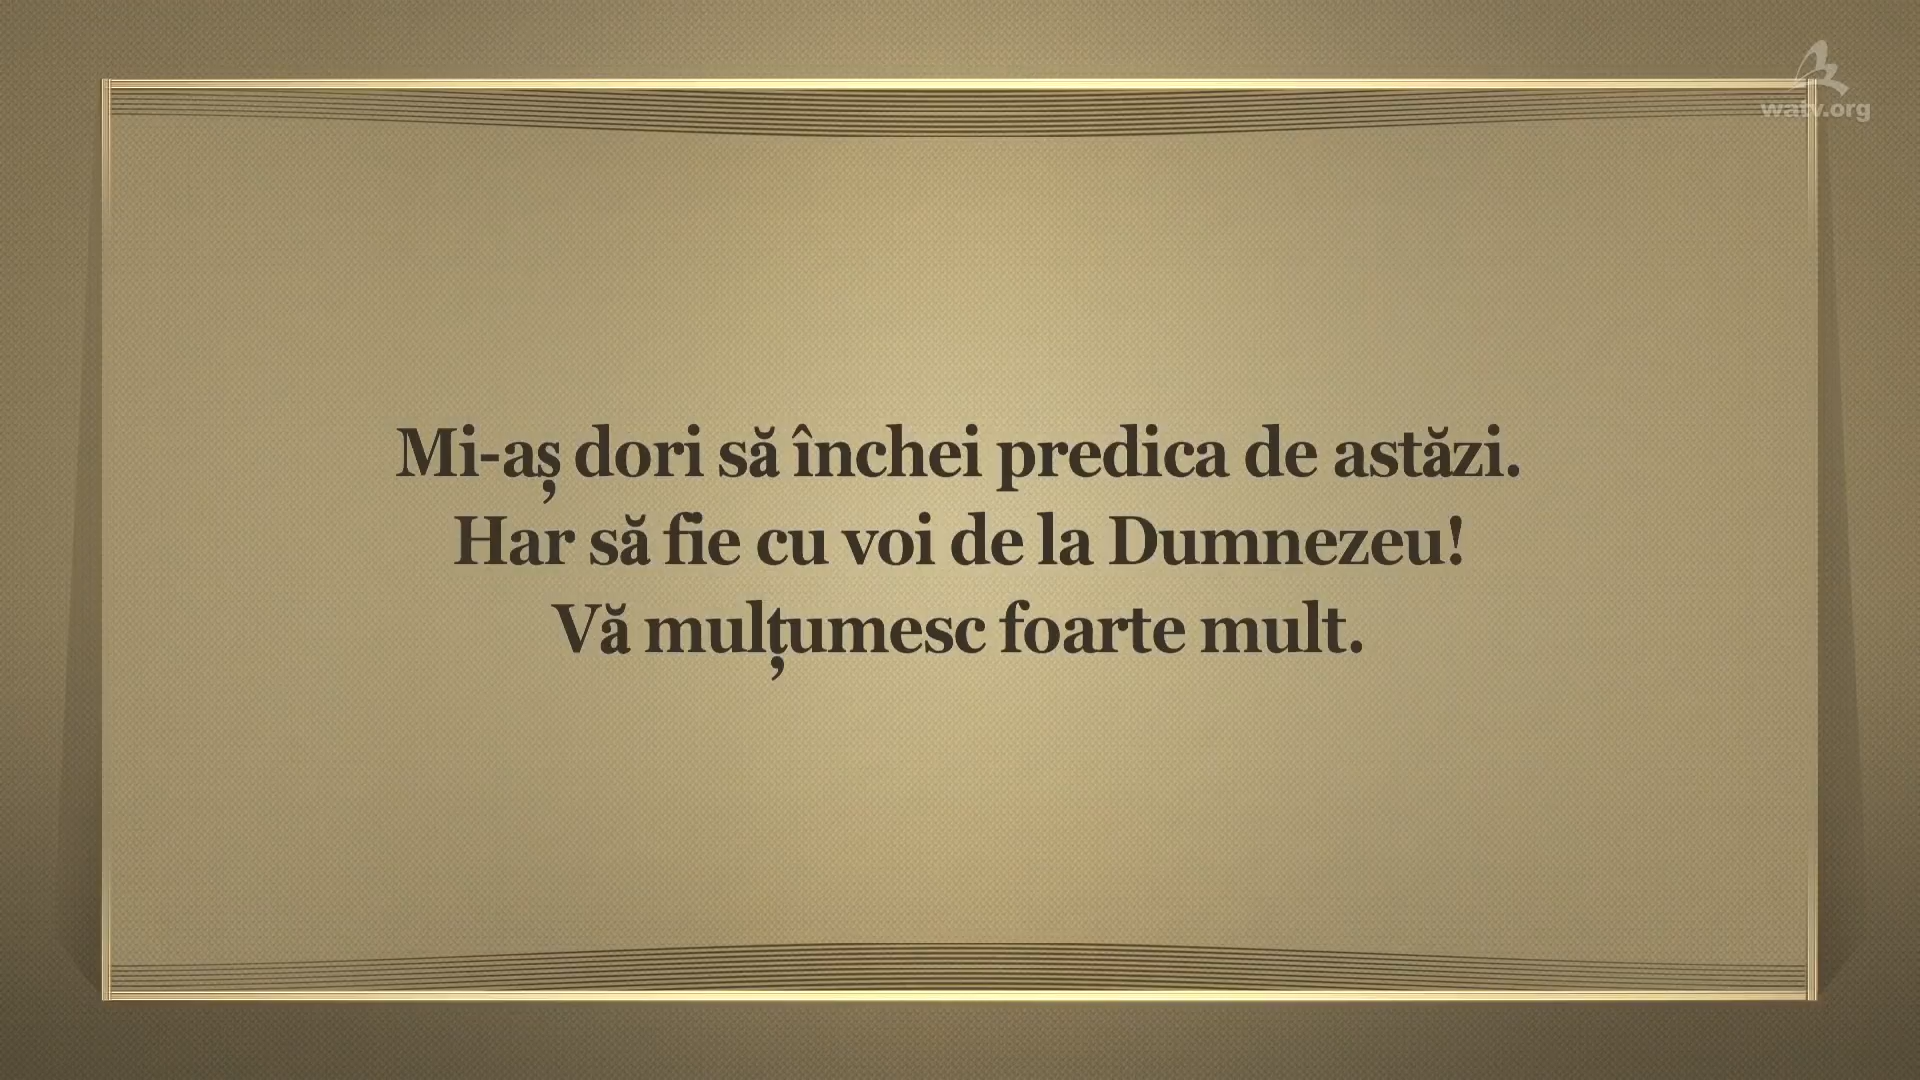 watv.org
Mi-aș dori să închei predica de astăzi.
Har să fie cu voi de la Dumnezeu!
Vă mulțumesc foarte mult.